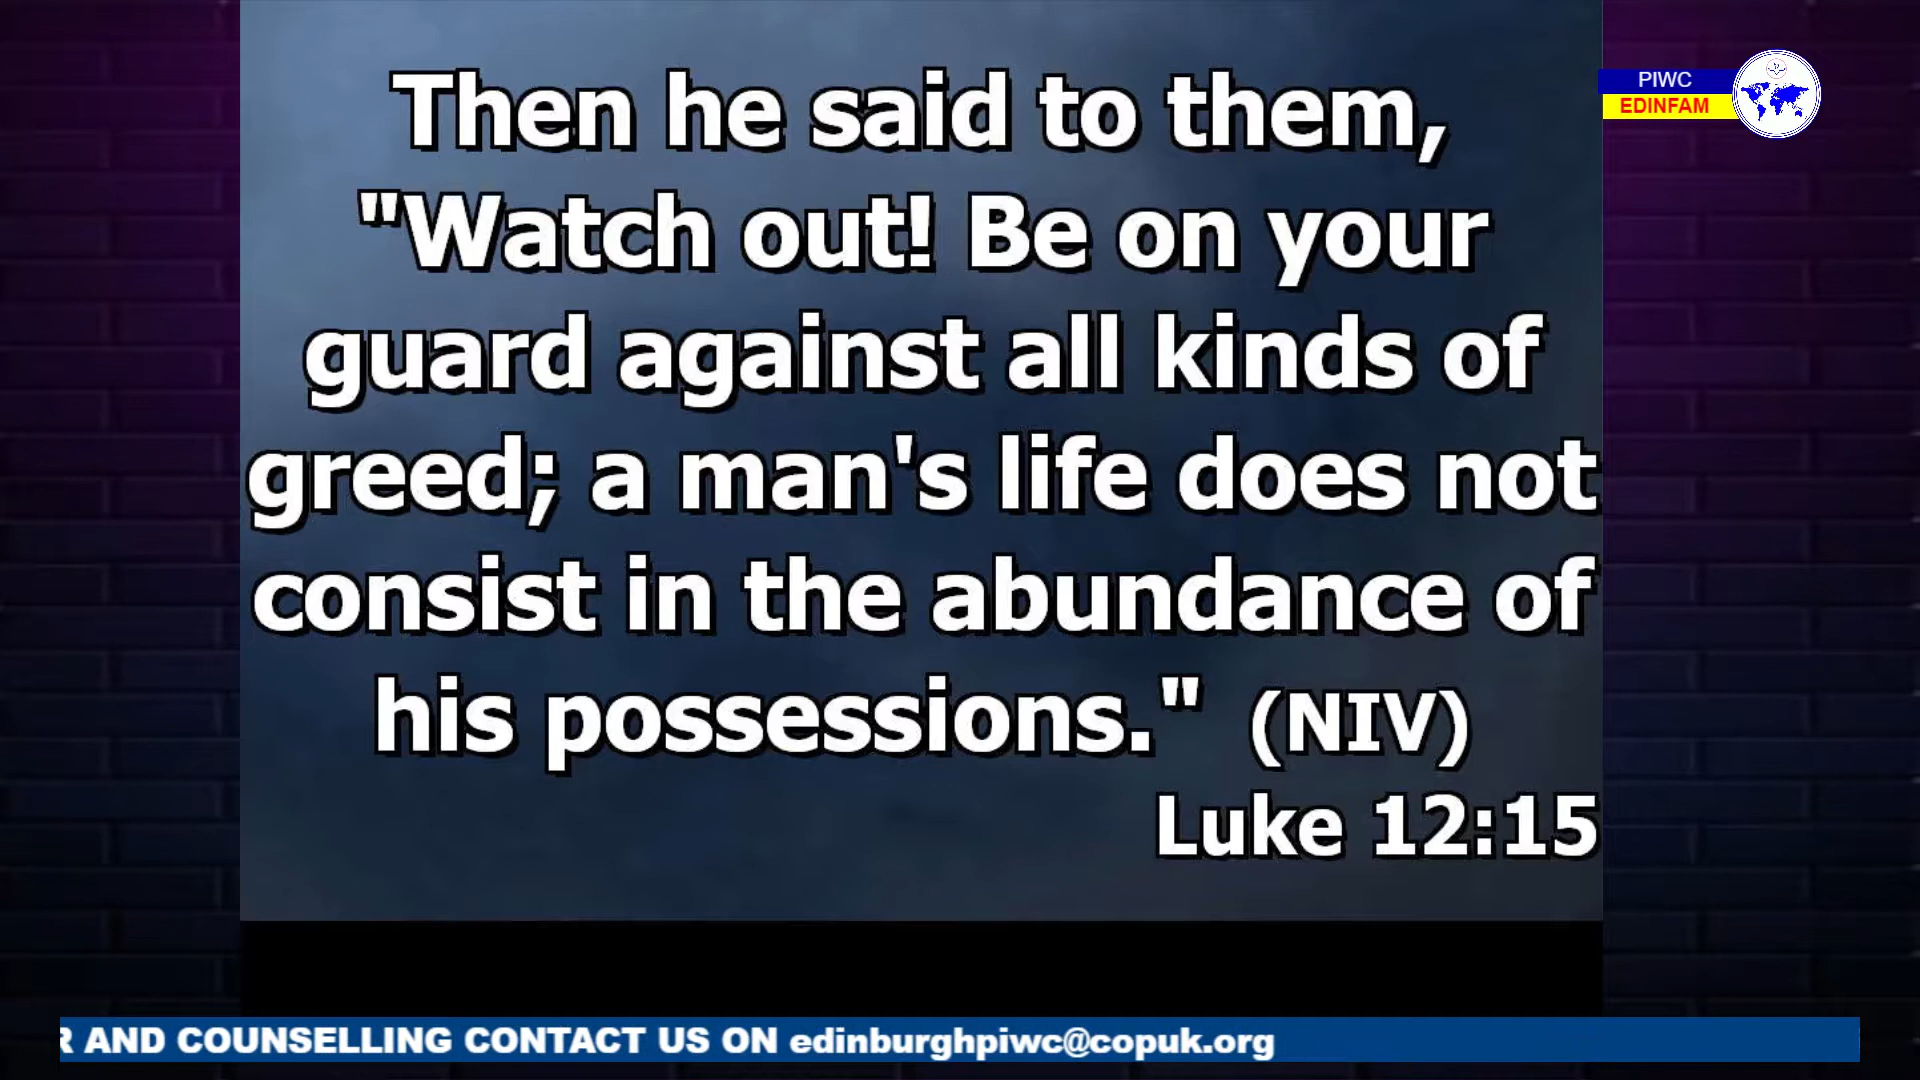 Then he said to them,
"Watch out! Be on your
guard against all kinds of
greed; a man's life does not
consist in the abundance of
his possessions." (NIV)
Luke 12:15
PIWC
EDINFAM
R AND COUNSELLING CONTACT US ON edinburghpiwc@copuk.org